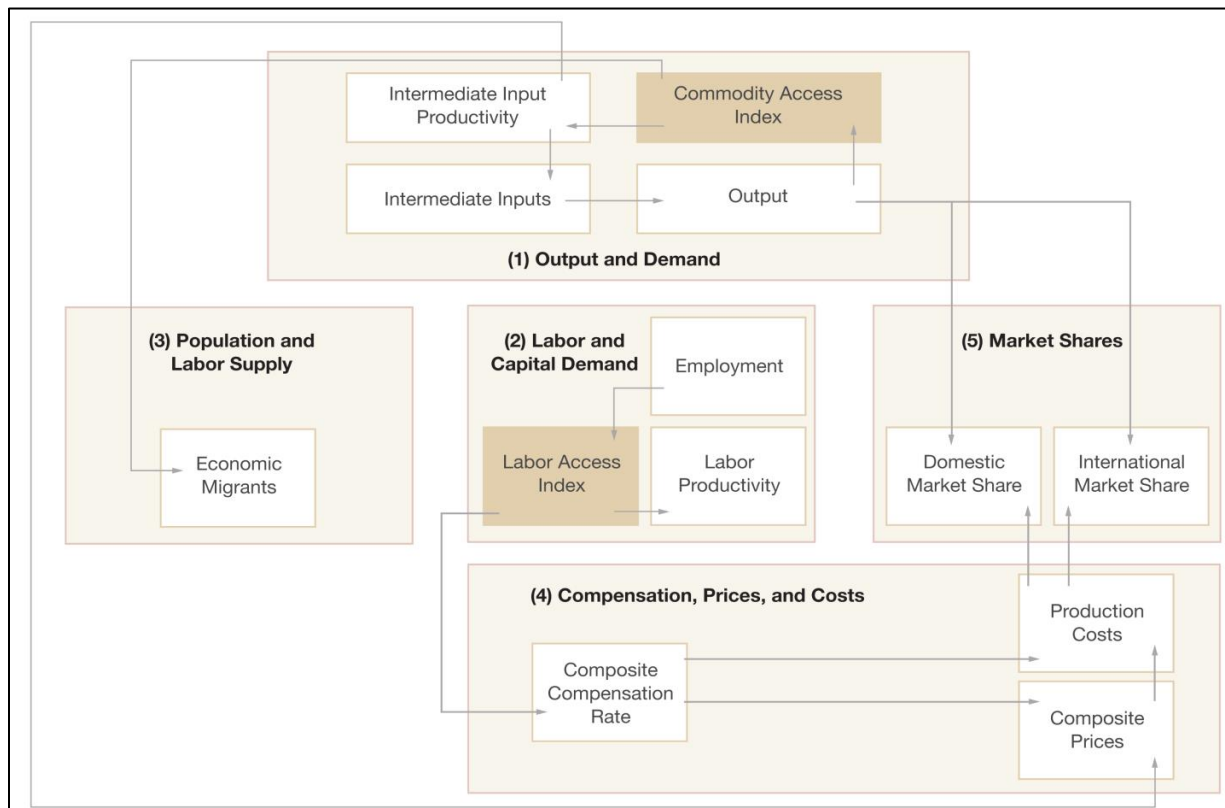 Intermediate Input
Productivity
Commodity Access
Index
Intermediate Inputs
Output
(1) Output and Demand
(3) Population and
Labor Supply
Economic
Migrants
(2) Labor and
Capital Demand
Employment
Labor Access
Index
Labor
Productivity
(5) Market Shares
Domestic
Market Share
International
Market Share
(4) Compensation, Prices, and Costs
Production
Costs
Composite
Compensation
Rate
Composite
Prices